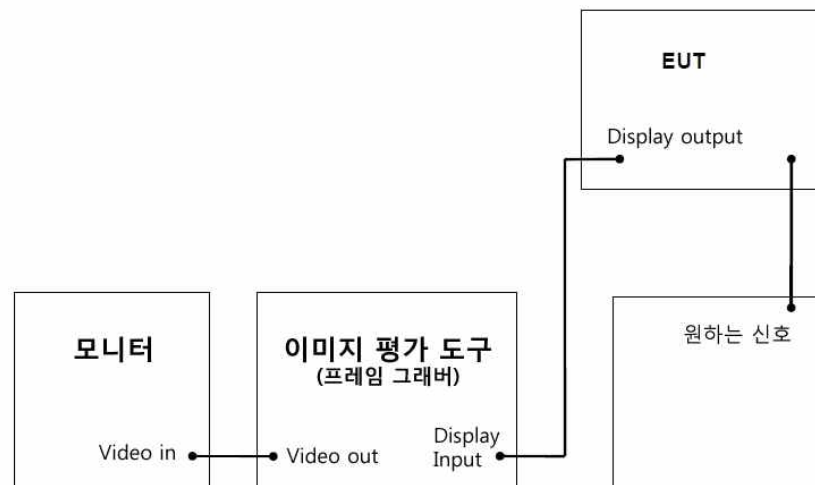 EUT
Display output
원하는 신호
모니터
이미지 평가 도구
(프레임 그래버)
Video in
Video out
Display
Input